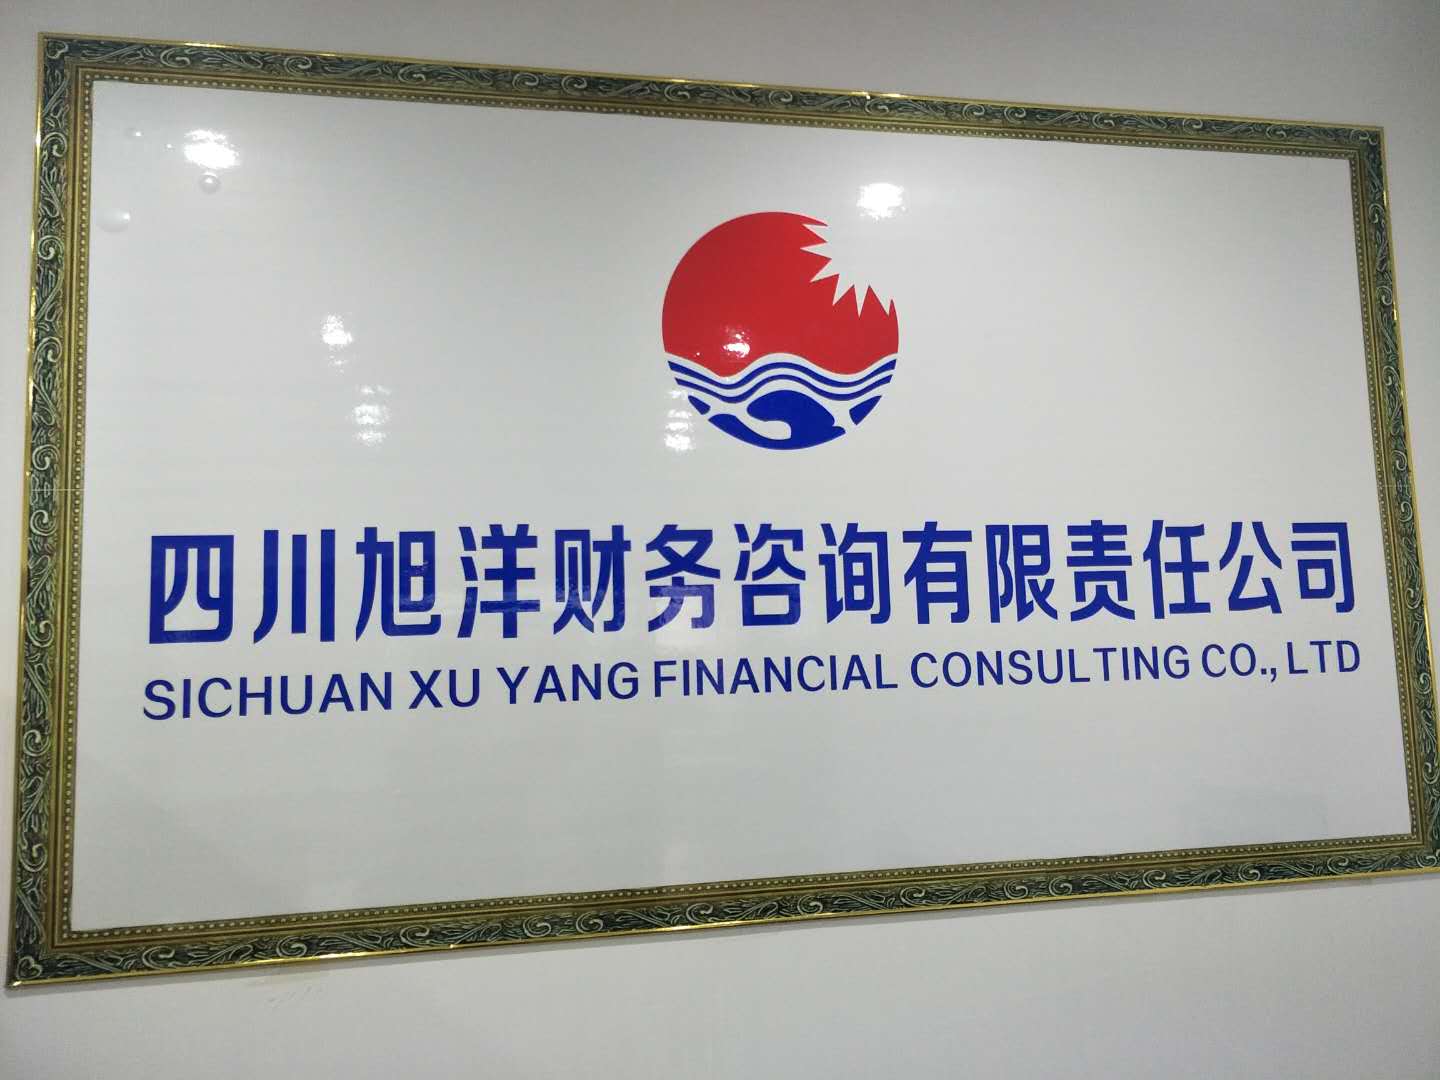 四川旭洋财务咨询有限责任公司
SICHUAN XU YANG FINANCIAL CONSULTING CO., LTD